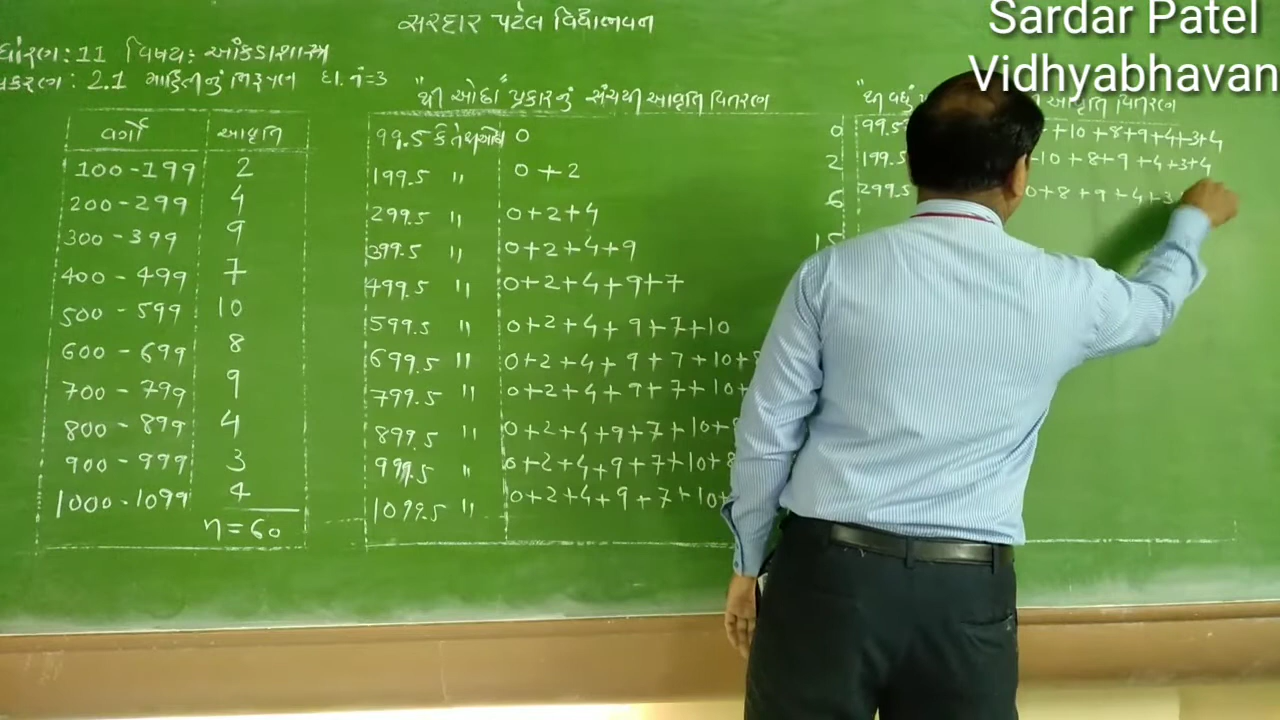 સરદાર પટેલ વિદ્યાભવન
Sardar Patel
Vidhyabhavan
ધોરણ : 11 વિષય : આંકડાશાસ્ત્ર
પ્રકરણ : 2.1 માહિતીનું નિરૂપણ દા.નં = 3
"થી ઓછા" પ્રકારનું સંચયી આવૃત્તિ વિતરણ
"થી વધુ આવૃત્તિ વિતરણ
વર્ગો આવૃત્તિ
100 - 199 2
200 - 299 4
300 - 399 9
400 - 499 7
500 - 599 10
600 - 699 8
700 - 799 9
800 - 899 4
900 - 999 3
1000 - 1099 4
n = 60
99.5 કે તેથી ઓછા 0
199.5 " 0 + 2
299.5 " 0 + 2 + 4
399.5 " 0 + 2 + 4 + 9
499.5 " 0 + 2 + 4 + 9 + 7
599.5 " 0 + 2 + 4 + 9 + 7 + 10
699.5 " 0 + 2 + 4 + 9 + 7 + 10 + 8
799.5 " 0 + 2 + 4 + 9 + 7 + 10 +
899.5 " 0 + 2 + 4 + 9 + 7 + 10 + 8
999.5 " 0 + 2 + 4 + 9 + 7 + 10 + 8
1099.5 " 0 + 2 + 4 + 9 + 7 + 10 +
0
2
6
15
99.5 + 10 + 8 + 9 + 4 + 3 + 4
199.5 10 + 8 + 9 + 4 + 3 + 4
299.5 0 + 8 + 9 + 4 + 3